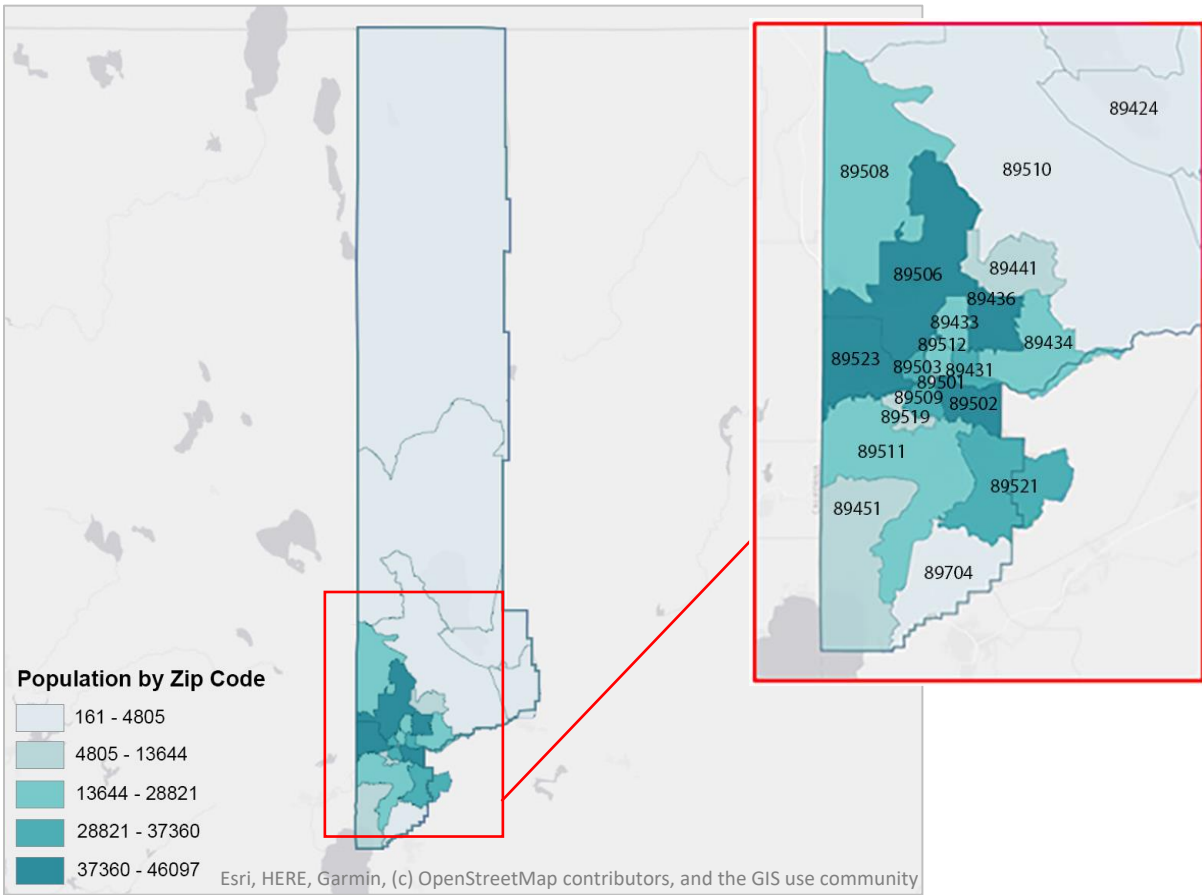 89424
89508
89510
89441
89506
89436
89433
89434
89512
89523
89503
89431
89501
89509
89502
89519
89511
89521
89451
89704
Population by Zip Code
161 - 4805
4805 - 13644
13644 - 28821
28821 - 37360
37360 - 46097
Esri, HERE, Garmin, (c) OpenStreetMap contributors, and the GIS use community